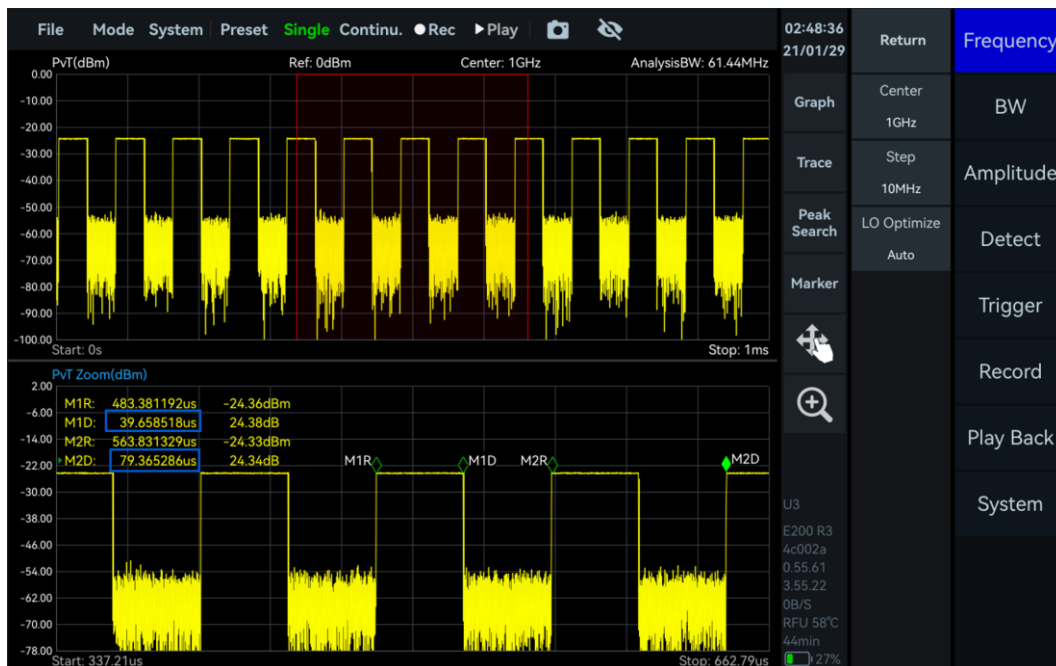 File Mode System Preset Single Continu. Rec Play
PvT(dBm) Ref: 0dBm Center: 1GHz AnalysisBW: 61.44MHz
0.00
-10.00
-20.00
-30.00
-40.00
-50.00
-60.00
-70.00
-80.00
-90.00
-100.00
Start: 0s Stop: 1ms
PvT Zoom(dBm)
2.00
-6.00
-14.00
-22.00
-30.00
-38.00
-46.00
-54.00
-62.00
-70.00
-78.00
M1R: 483.381192us -24.36dBm
M1D: 39.658518us 24.38dB
M2R: 563.831329us -24.33dBm
M2D: 79.365286us 24.34dB
M1R M1D M2R M2D
Start: 337.21us Stop: 662.79us
02:48:36
21/01/29
Graph
Trace
Peak
Search
Marker
U3
E200 R3
4c002a
0.55.61
3.55.22
0B/S
RFU 58℃
44min
27%
Return
Center
1GHz
Step
10MHz
LO Optimize
Auto
Frequency
BW
Amplitude
Detect
Trigger
Record
Play Back
System